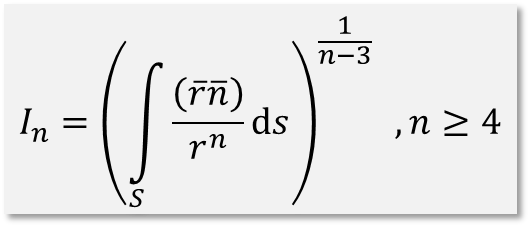 I_n = ( ∫_S (r̄n̄)/r^n ds )^{1/(n−3)} , n ≥ 4